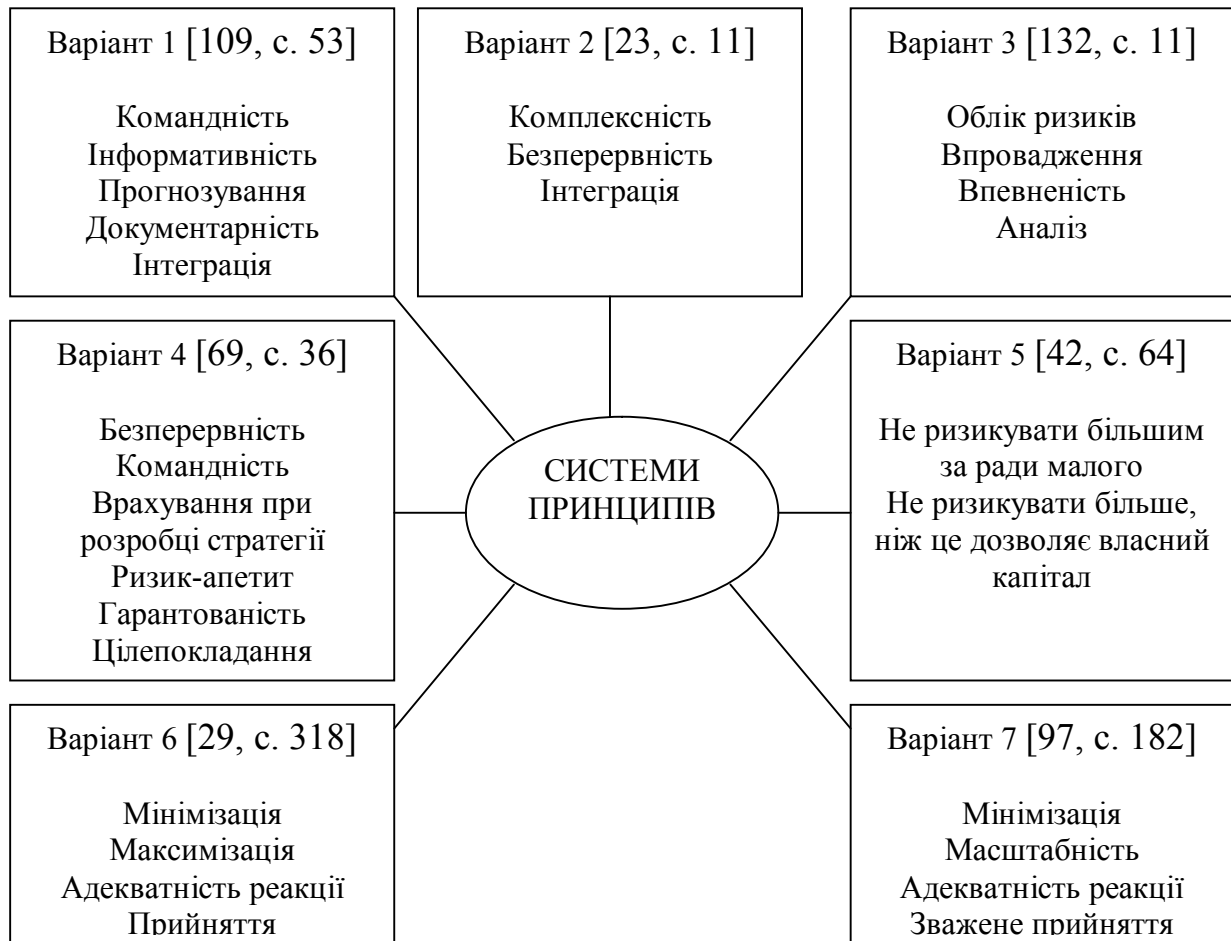 Варіант 1 [109, с. 53]
Командність
Інформативність
Прогнозування
Документарність
Інтеграція
Варіант 2 [23, с. 11]
Комплексність
Безперервність
Інтеграція
Варіант 3 [132, с. 11]
Облік ризиків
Впровадження
Впевненість
Аналіз
Варіант 4 [69, с. 36]
Безперервність
Командність
Врахування при
розробці стратегії
Ризик-апетит
Гарантованість
Цілепокладання
СИСТЕМИ
ПРИНЦИПІВ
Варіант 5 [42, с. 64]
Не ризикувати більшим
за ради малого
Не ризикувати більше,
ніж це дозволяє власний
капітал
Варіант 6 [29, с. 318]
Мінімізація
Максимізація
Адекватність реакції
Прийняття
Варіант 7 [97, с. 182]
Мінімізація
Масштабність
Адекватність реакції
Зважене прийняття